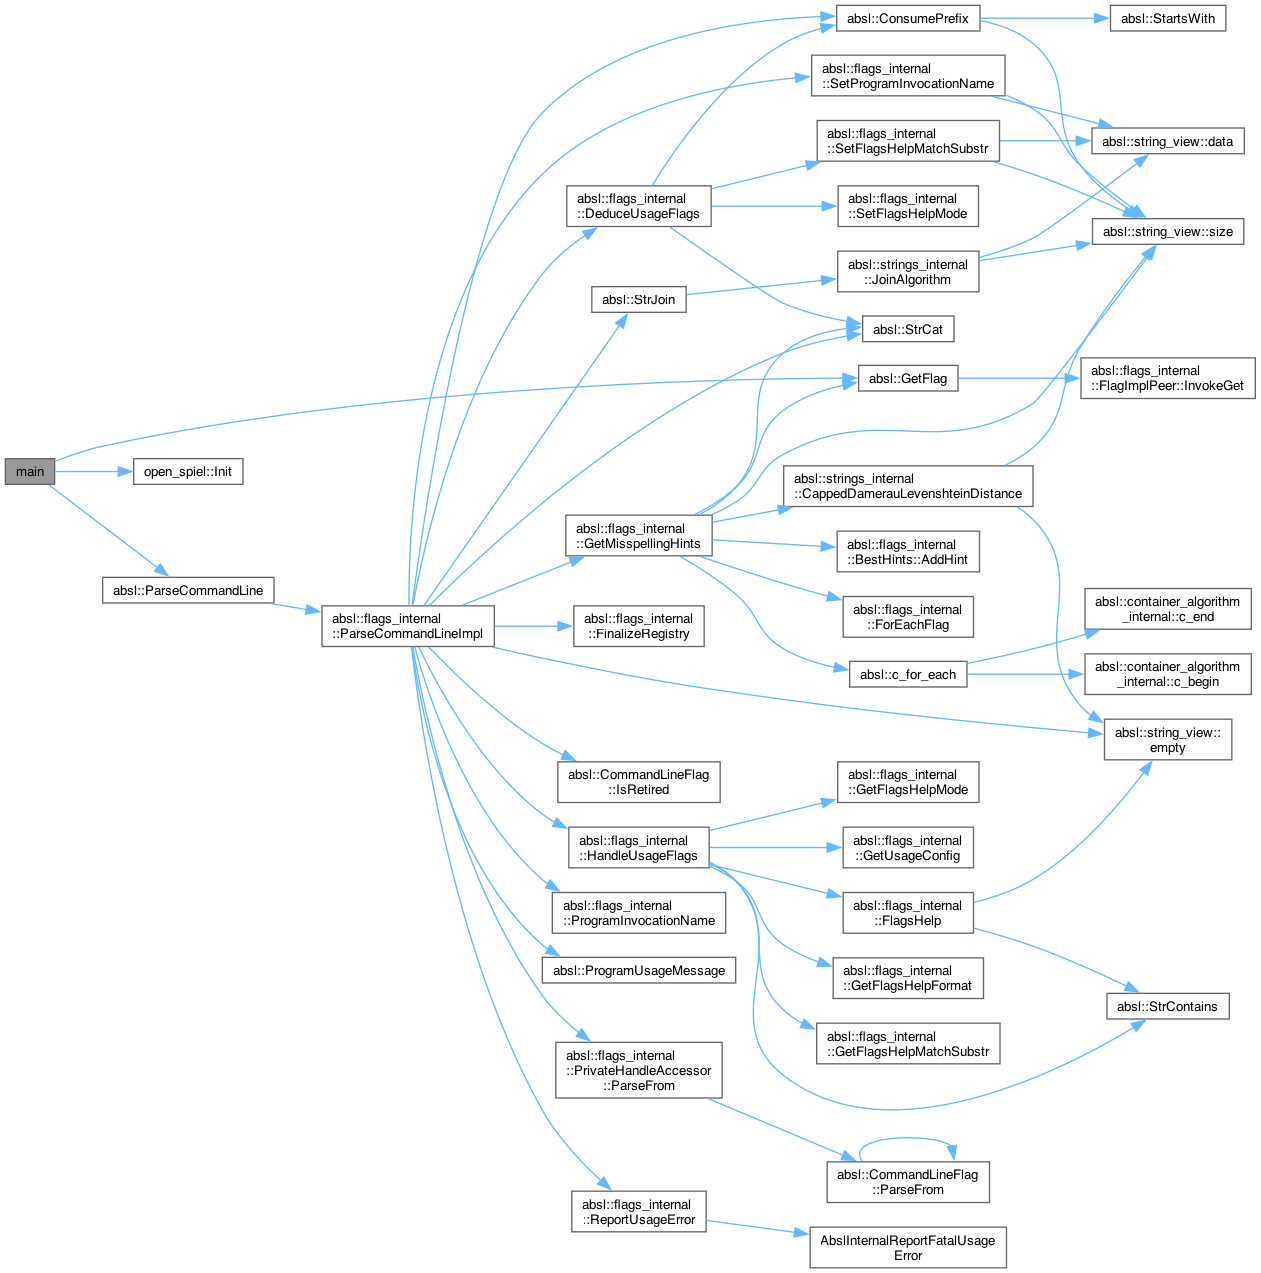 main
open_spiel::Init
absl::ParseCommandLine
absl::flags_internal
::ParseCommandLineImpl
absl::flags_internal
::DeduceUsageFlags
absl::StrJoin
absl::flags_internal
::GetMisspellingHints
absl::flags_internal
::FinalizeRegistry
absl::CommandLineFlag
::IsRetired
absl::flags_internal
::HandleUsageFlags
absl::flags_internal
::ProgramInvocationName
absl::ProgramUsageMessage
absl::flags_internal
::PrivateHandleAccessor
::ParseFrom
absl::flags_internal
::ReportUsageError
absl::ConsumePrefix
absl::flags_internal
::SetProgramInvocationName
absl::flags_internal
::SetFlagsHelpMatchSubstr
absl::flags_internal
::SetFlagsHelpMode
absl::strings_internal
::JoinAlgorithm
absl::StrCat
absl::GetFlag
absl::strings_internal
::CappedDamerauLevenshteinDistance
absl::flags_internal
::BestHints::AddHint
absl::flags_internal
::ForEachFlag
absl::c_for_each
absl::flags_internal
::GetFlagsHelpMode
absl::flags_internal
::GetUsageConfig
absl::flags_internal
::FlagsHelp
absl::flags_internal
::GetFlagsHelpFormat
absl::flags_internal
::GetFlagsHelpMatchSubstr
absl::CommandLineFlag
::ParseFrom
AbslInternalReportFatalUsage
Error
absl::StartsWith
absl::string_view::data
absl::string_view::size
absl::flags_internal
::FlagImplPeer::InvokeGet
absl::container_algorithm
_internal::c_end
absl::container_algorithm
_internal::c_begin
absl::string_view::
empty
absl::StrContains